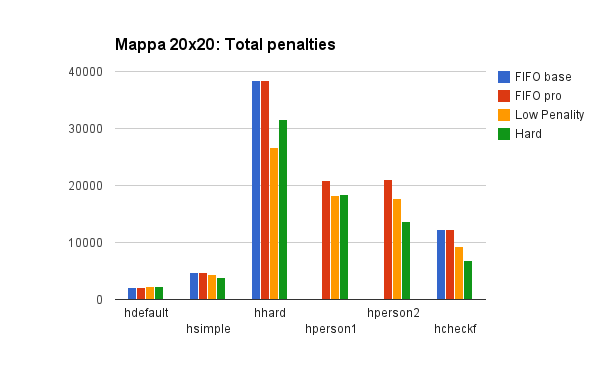 Mappa 20x20: Total penalties
40000
30000
20000
10000
0
hdefault
hsimple
hhard
hperson1
hperson2
hcheckf
FIFO base
FIFO pro
Low Penality
Hard